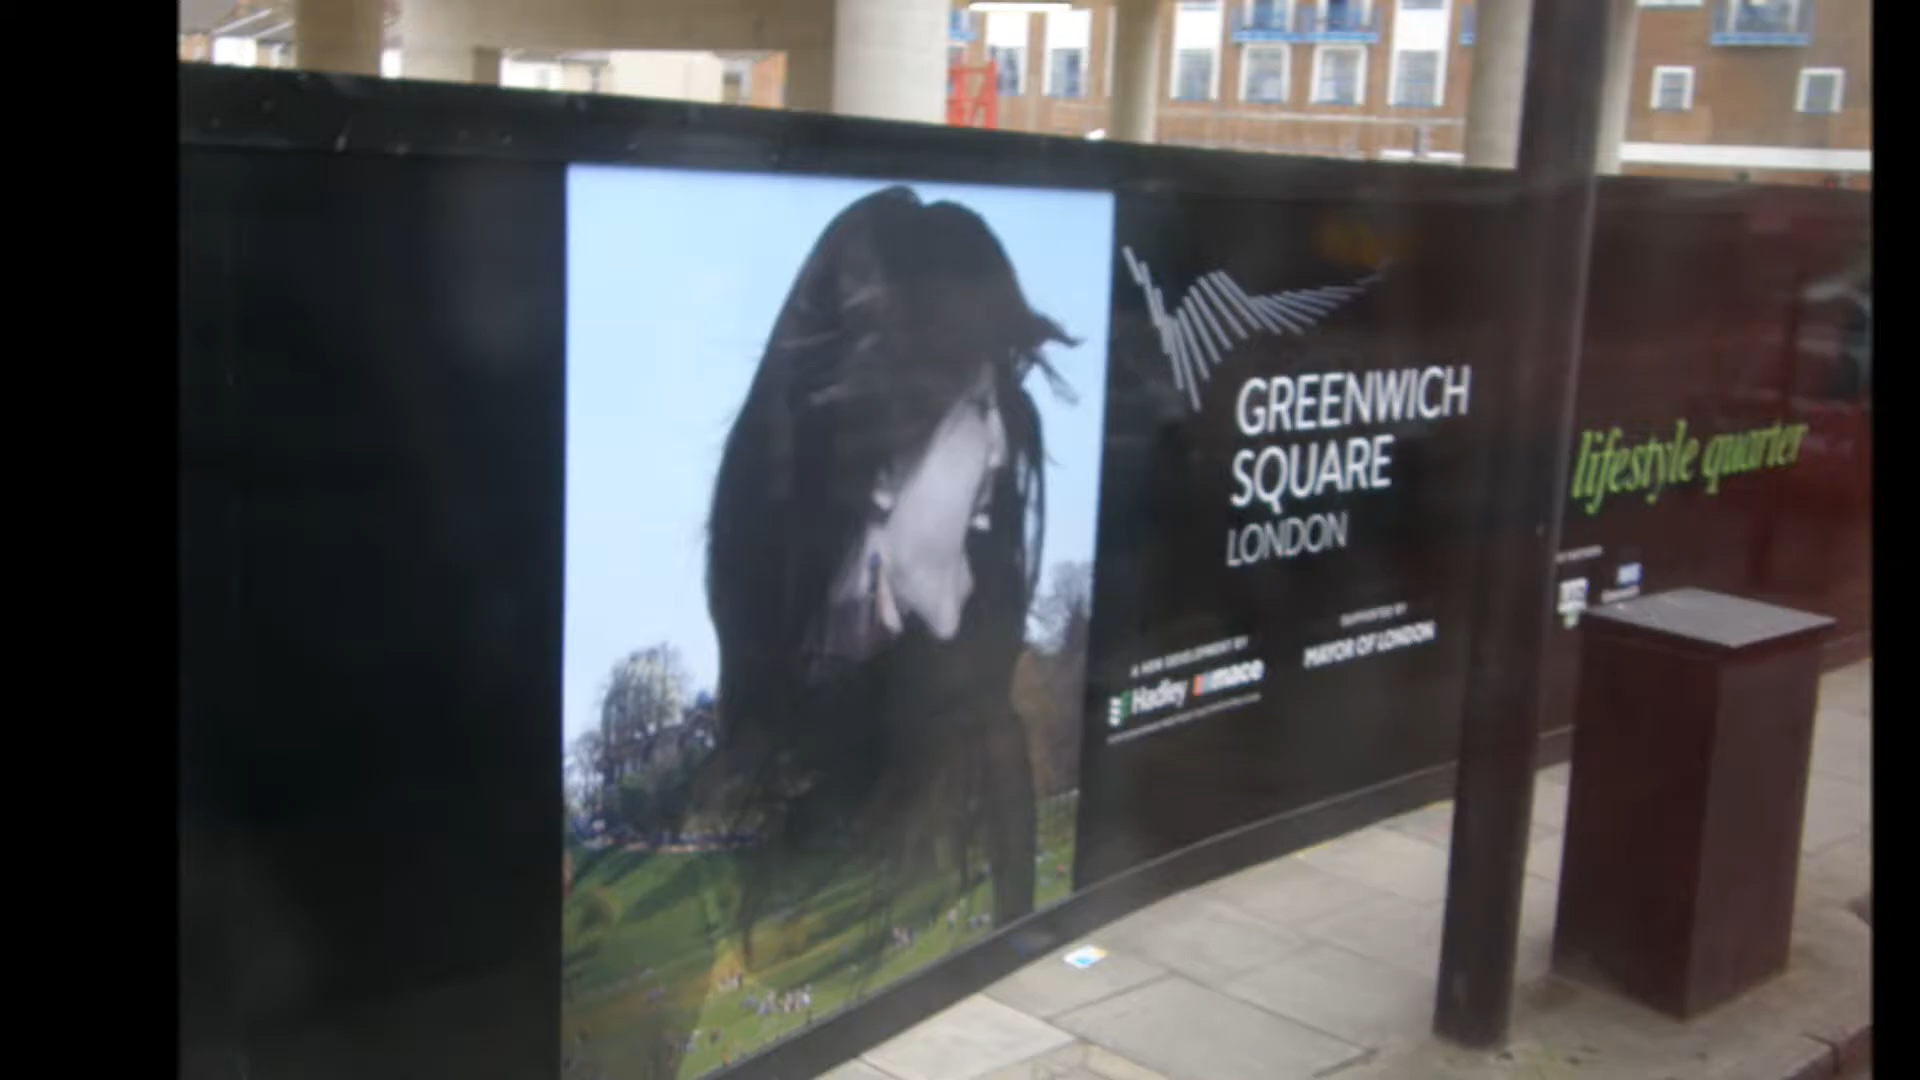 GREENWICH
SQUARE
LONDON
A NEW DEVELOPMENT BY
Hadley mace
SUPPORTED BY
MAYOR OF LONDON
lifestyle quarter